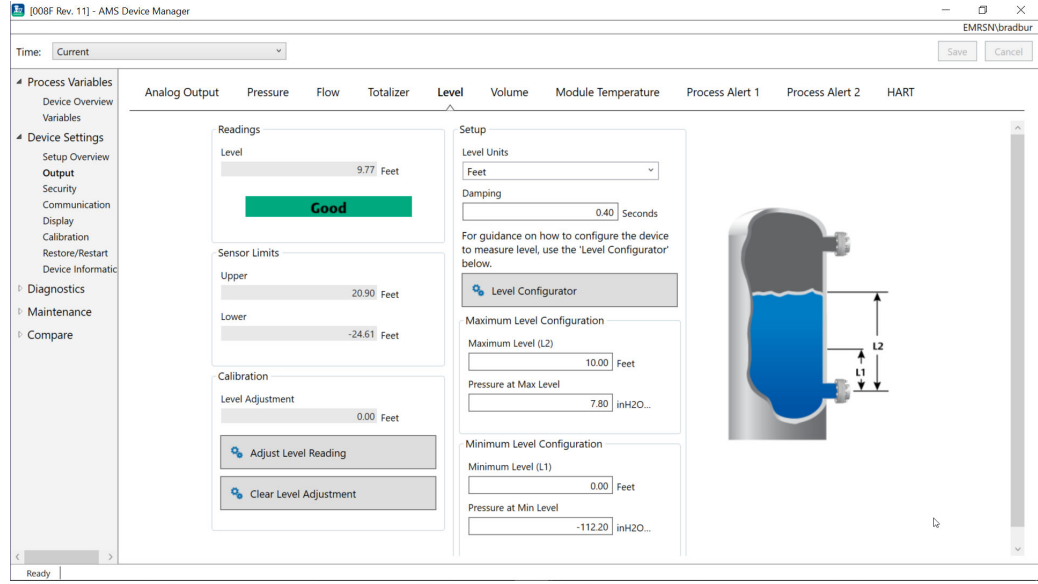 [008F Rev. 11] - AMS Device Manager
EMRSN\bradbur
Time: Current
Save Cancel
Process Variables
Device Overview
Variables
Device Settings
Setup Overview
Output
Security
Communication
Display
Calibration
Restore/Restart
Device Informatic
Diagnostics
Maintenance
Compare
Analog Output Pressure Flow Totalizer Level Volume Module Temperature Process Alert 1 Process Alert 2 HART
Readings
Level
9.77 Feet
Good
Sensor Limits
Upper
20.90 Feet
Lower
-24.61 Feet
Calibration
Level Adjustment
0.00 Feet
Adjust Level Reading
Clear Level Adjustment
Setup
Level Units
Feet
Damping
0.40 Seconds
For guidance on how to configure the device
to measure level, use the 'Level Configurator'
below.
Level Configurator
Maximum Level Configuration
Maximum Level (L2)
10.00 Feet
Pressure at Max Level
7.80 inH2O...
Minimum Level Configuration
Minimum Level (L1)
0.00 Feet
Pressure at Min Level
-112.20 inH2O...
L2
L1
Ready